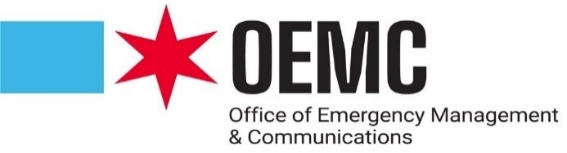 OEMC
Office of Emergency Management
& Communications